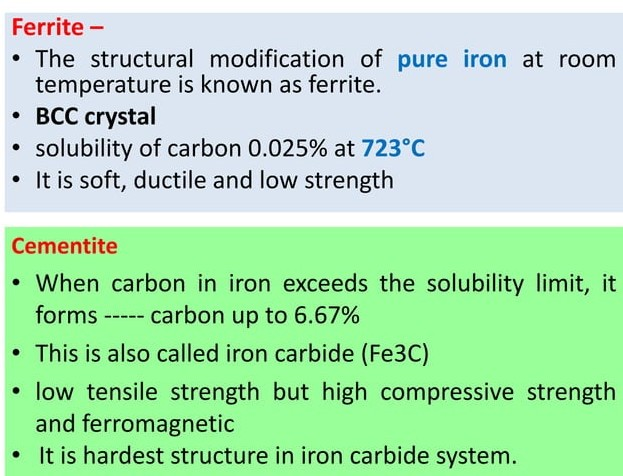 Ferrite –
• The structural modification of pure iron at room
temperature is known as ferrite.
• BCC crystal
• solubility of carbon 0.025% at 723°C
• It is soft, ductile and low strength
Cementite
• When carbon in iron exceeds the solubility limit, it
forms ----- carbon up to 6.67%
• This is also called iron carbide (Fe3C)
• low tensile strength but high compressive strength
and ferromagnetic
• It is hardest structure in iron carbide system.